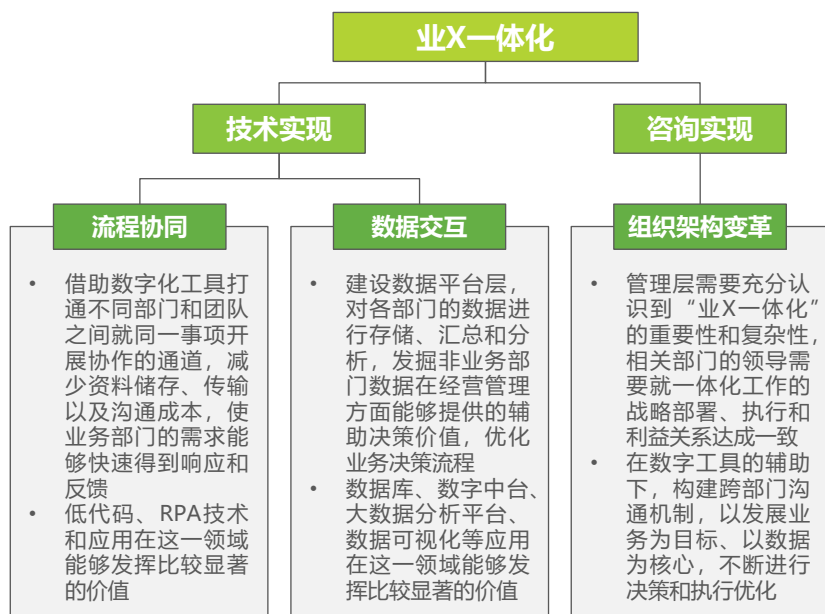 业X一体化
技术实现
咨询实现
流程协同
• 借助数字化工具打
通不同部门和团队
之间就同一事项开
展协作的通道，减
少资料储存、传输
以及沟通成本，使
业务部门的需求能
够快速得到响应和
反馈
• 低代码、RPA技术
和应用在这一领域
能够发挥比较显著
的价值
数据交互
• 建设数据平台层，
对各部门的数据进
行存储、汇总和分
析，发掘非业务部
门数据在经营管理
方面能够提供的辅
助决策价值，优化
业务决策流程
• 数据库、数字中台、
大数据分析平台、
数据可视化等应用
在这一领域能够发
挥比较显著的价值
组织架构变革
• 管理层需要充分认
识到“业X一体化”
的重要性和复杂性，
相关部门的领导需
要就一体化工作的
战略部署、执行和
利益关系达成一致
• 在数字工具的辅助
下，构建跨部门沟
通机制，以发展业
务为目标、以数据
为核心，不断进行
决策和执行优化